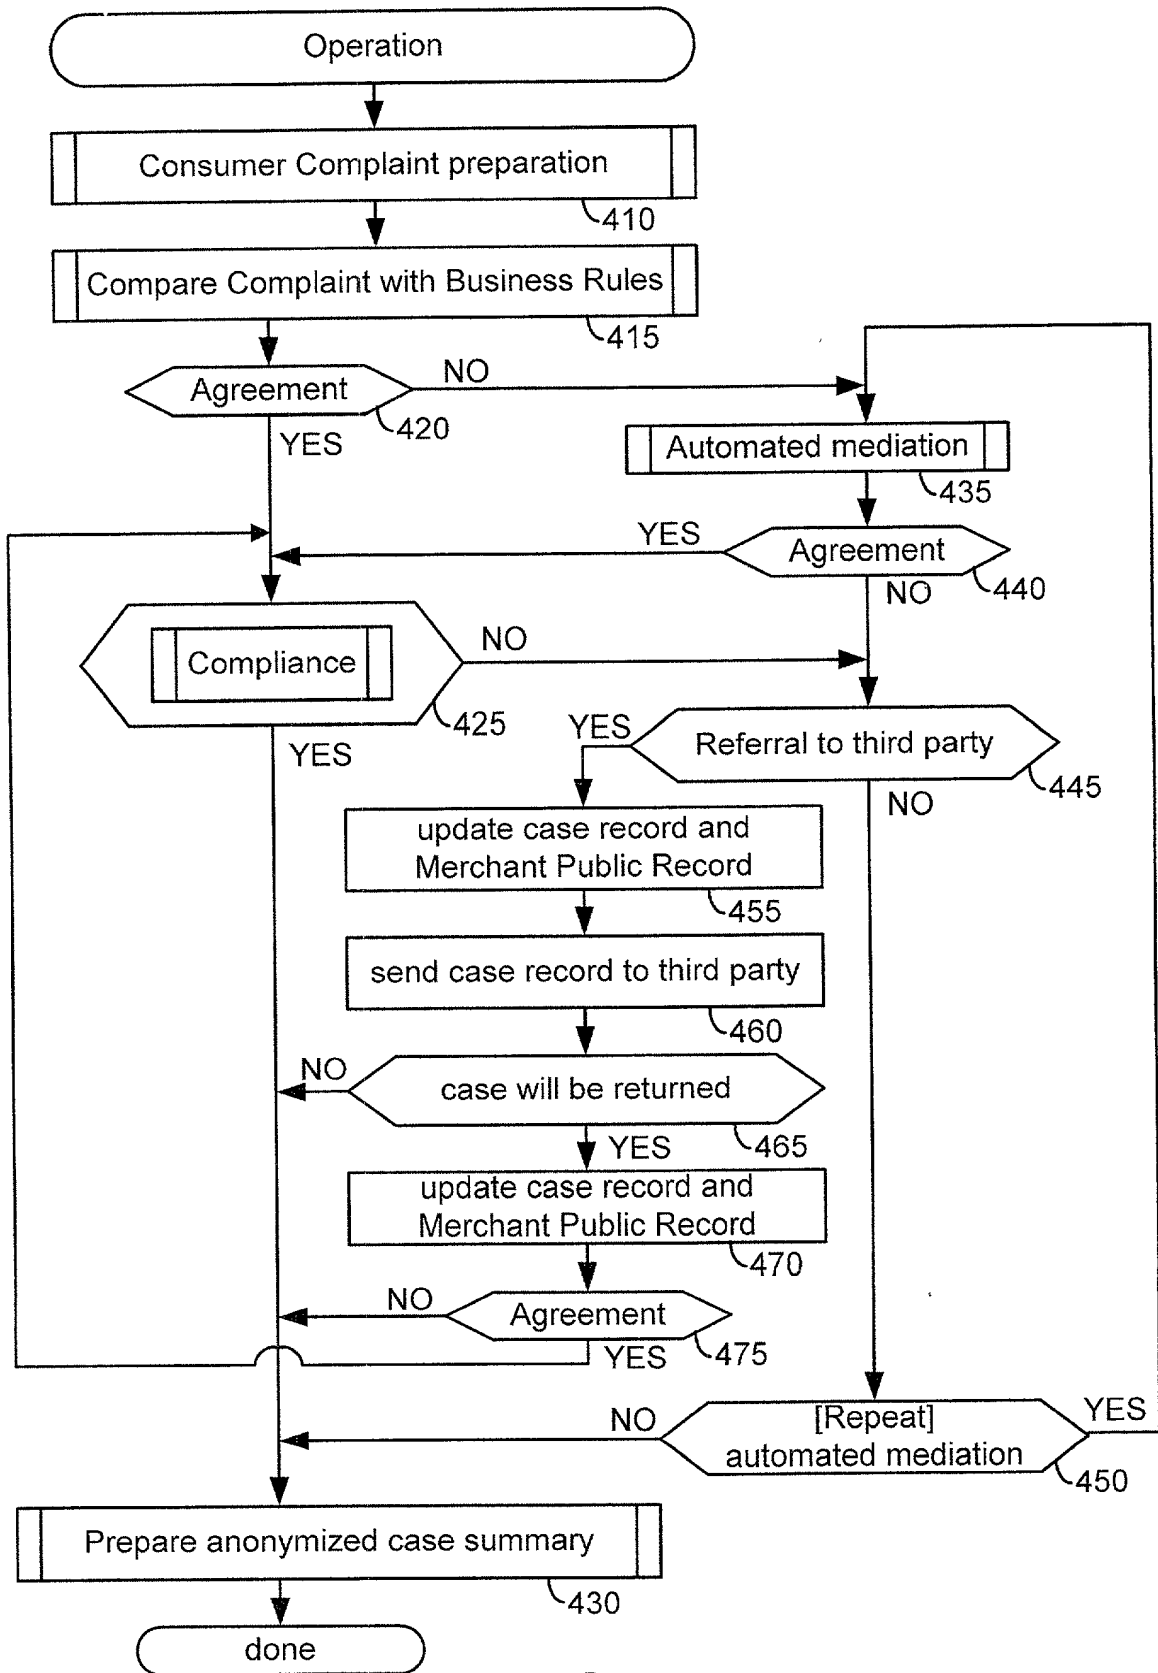 Operation
Consumer Complaint preparation
410
Compare Complaint with Business Rules
415
Agreement
NO
420
YES
Automated mediation
435
YES
Agreement
440
NO
Compliance
NO
425
YES
YES
Referral to third party
445
NO
update case record and
Merchant Public Record
455
send case record to third party
460
NO
case will be returned
465
YES
update case record and
Merchant Public Record
470
NO
Agreement
475
YES
NO
[Repeat]
automated mediation
YES
450
Prepare anonymized case summary
430
done